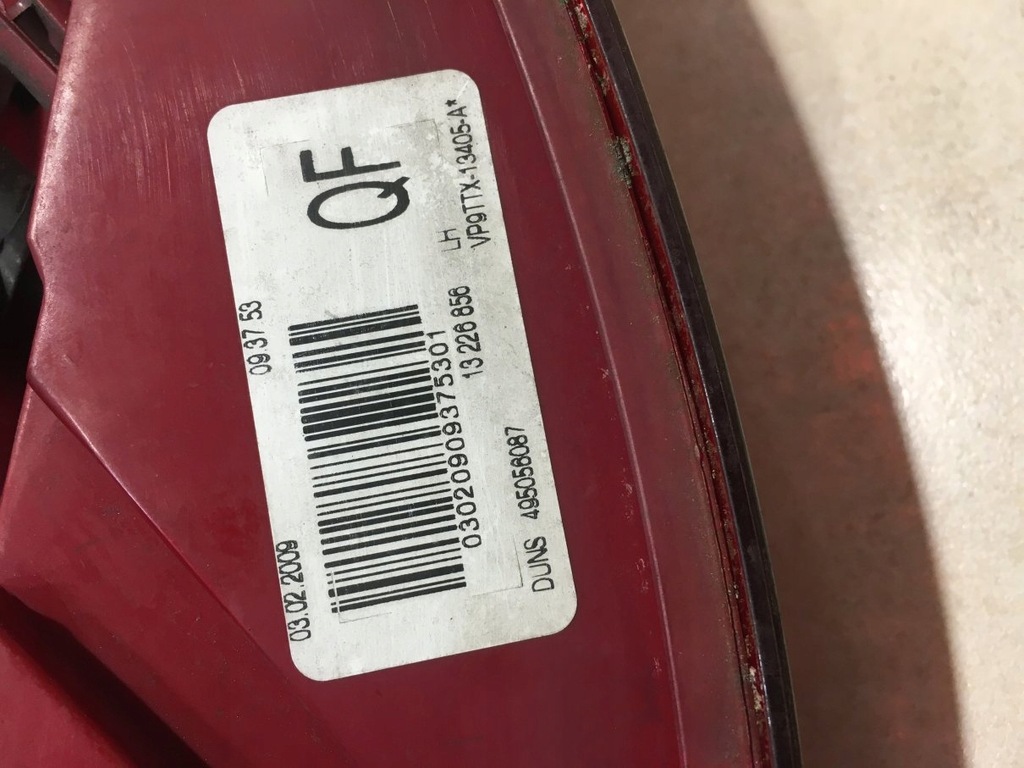 03.02.2009 09 37 53
QF
03020909375301
13 226 856 LH
DUNS 495056087 VP9TTX-13405-A*